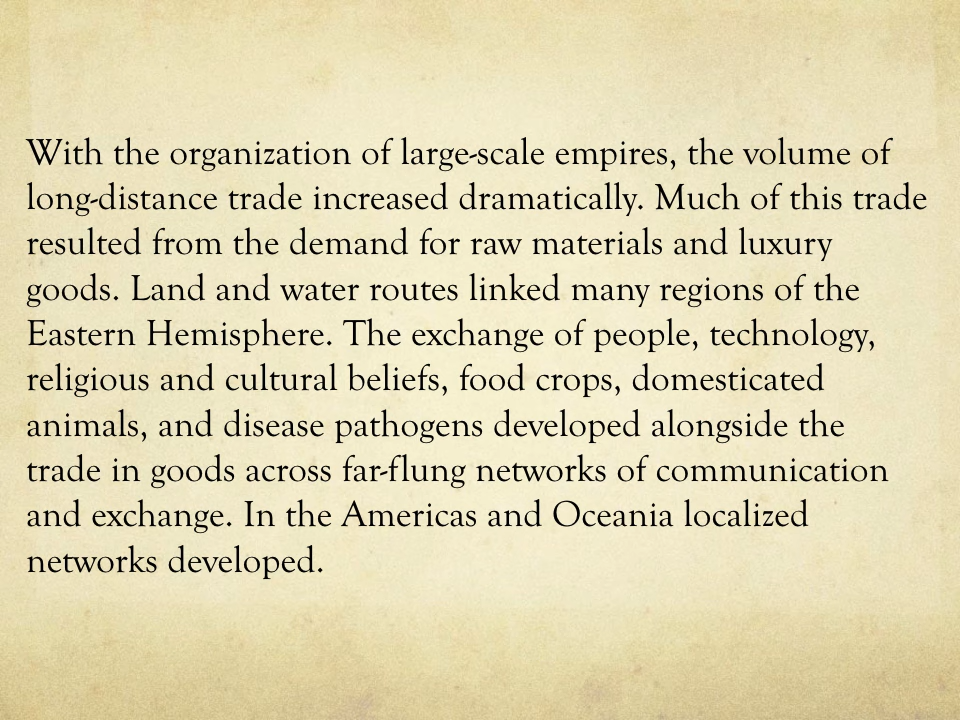 With the organization of large-scale empires, the volume of
long-distance trade increased dramatically. Much of this trade
resulted from the demand for raw materials and luxury
goods. Land and water routes linked many regions of the
Eastern Hemisphere. The exchange of people, technology,
religious and cultural beliefs, food crops, domesticated
animals, and disease pathogens developed alongside the
trade in goods across far-flung networks of communication
and exchange. In the Americas and Oceania localized
networks developed.